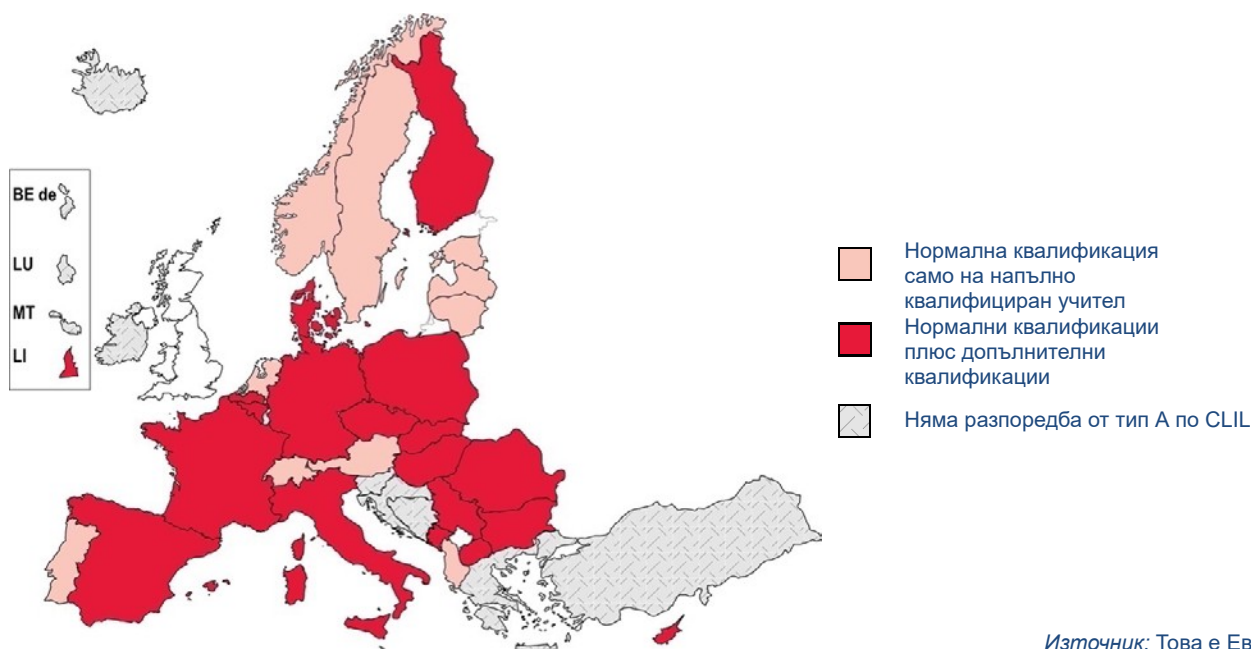 BE de
LU
MT
LI
Нормална квалификация
само на напълно
квалифициран учител
Нормални квалификации
плюс допълнителни
квалификации
Няма разпоредба от тип А по CLIL
Източник: Това е Ев